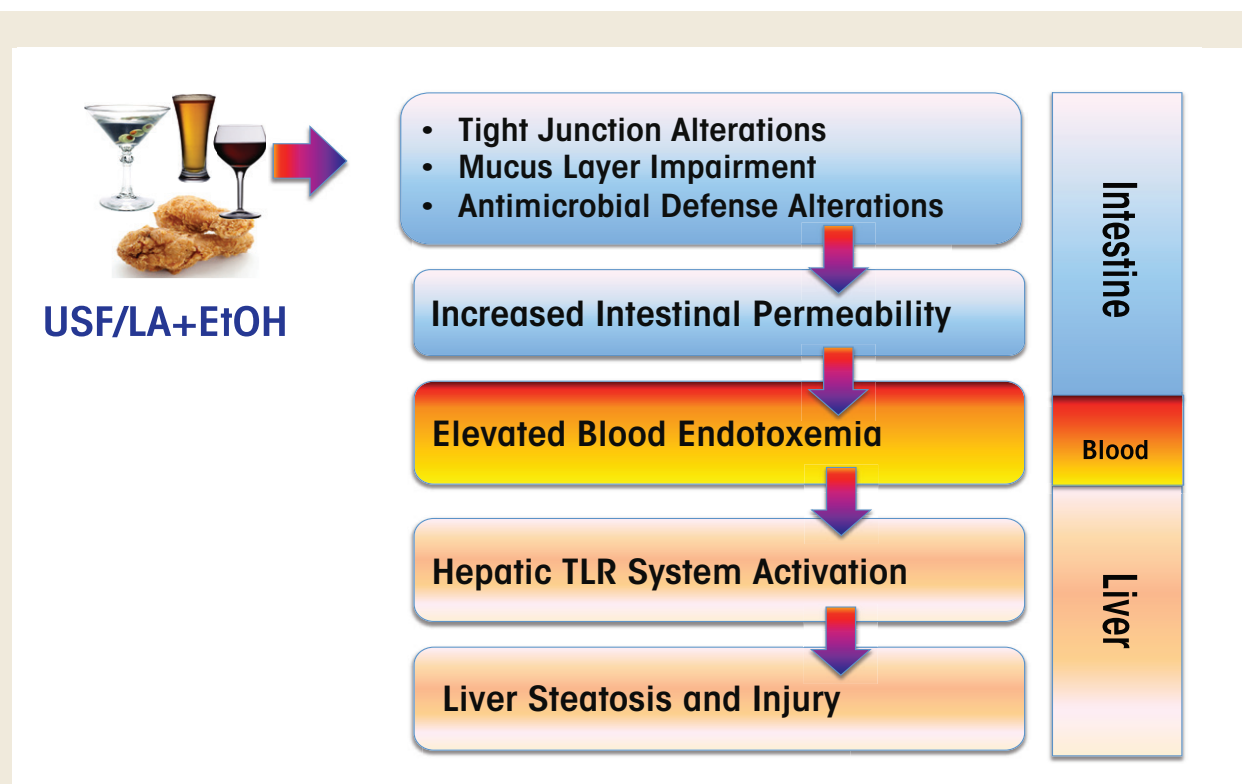 • Tight Junction Alterations
• Mucus Layer Impairment
• Antimicrobial Defense Alterations
USF/LA+EtOH
Increased Intestinal Permeability
Elevated Blood Endotoxemia
Hepatic TLR System Activation
Liver Steatosis and Injury
Intestine
Blood
Liver